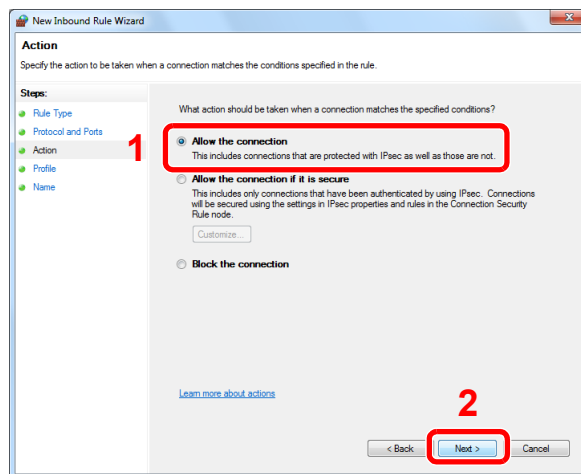 New Inbound Rule Wizard
Action
Specify the action to be taken when a connection matches the conditions specified in the rule.
Steps:
Rule Type
Protocol and Ports
Action
Profile
Name
What action should be taken when a connection matches the specified conditions?
1
Allow the connection
This includes connections that are protected with IPsec as well as those are not.
Allow the connection if it is secure
This includes only connections that have been authenticated by using IPsec. Connections
will be secured using the settings in IPsec properties and rules in the Connection Security
Rule node.
Customize...
Block the connection
Learn more about actions
2
< Back
Next >
Cancel